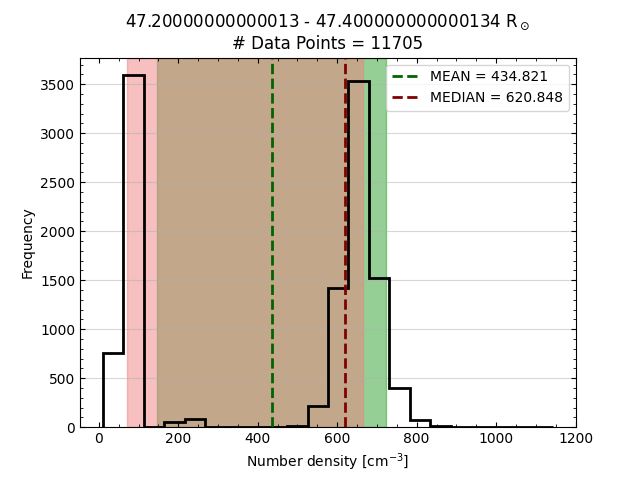 47.20000000000013 - 47.400000000000134 R⊙
# Data Points = 11705
MEAN = 434.821
MEDIAN = 620.848
Frequency
3500
3000
2500
2000
1500
1000
500
0
0 200 400 600 800 1000 1200
Number density [cm⁻³]